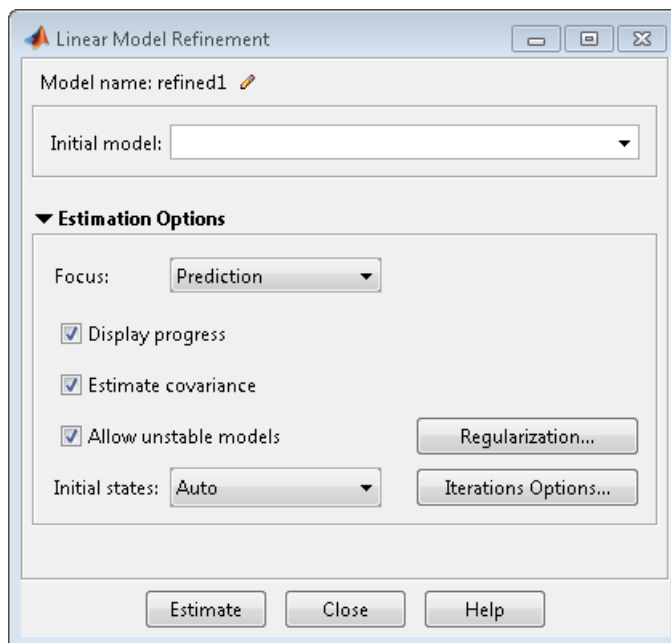 Linear Model Refinement
Model name: refined1
Initial model:
Estimation Options
Focus: Prediction
Display progress
Estimate covariance
Allow unstable models Regularization...
Initial states: Auto Iterations Options...
Estimate Close Help